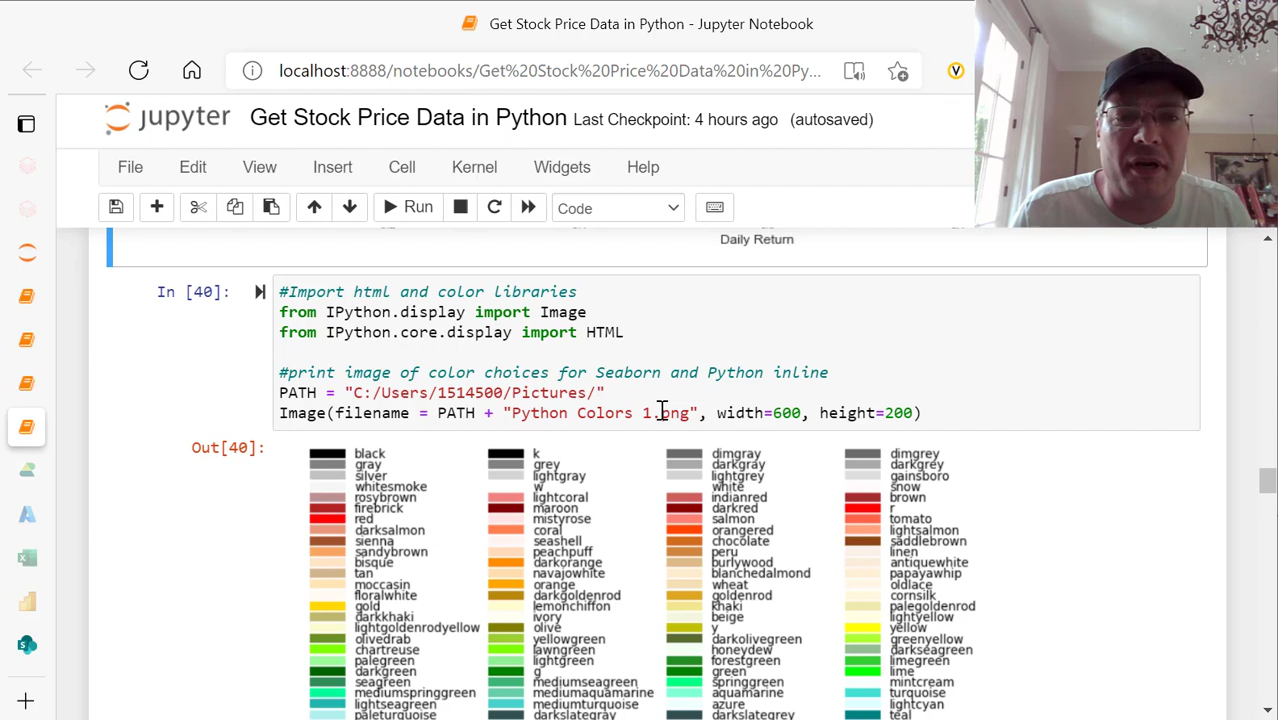 Get Stock Price Data in Python - Jupyter Notebook
localhost:8888/notebooks/Get%20Stock%20Price%20Data%20in%20Py...
V
jupyter Get Stock Price Data in Python Last Checkpoint: 4 hours ago (autosaved)
File Edit View Insert Cell Kernel Widgets Help
Run Code
Daily Return
In [40]: #Import html and color libraries
from IPython.display import Image
from IPython.core.display import HTML
#print image of color choices for Seaborn and Python inline
PATH = "C:/Users/1514500/Pictures/"
Image(filename = PATH + "Python Colors 1.png", width=600, height=200)
Out[40]:
black k dimgray dimgrey
gray grey darkgray darkgrey
silver lightgray lightgrey gainsboro
whitesmoke w white snow
rosybrown lightcoral indianred brown
firebrick maroon darkred r
red mistyrose salmon tomato
darksalmon coral orangered lightsalmon
sienna seashell chocolate saddlebrown
sandybrown peachpuff peru linen
bisque darkorange burlywood antiquewhite
tan navajowhite blanchedalmond papayawhip
moccasin orange wheat oldlace
floralwhite darkgoldenrod goldenrod cornsilk
gold lemonchiffon khaki palegoldenrod
darkkhaki ivory beige lightyellow
lightgoldenrodyellow olive y yellow
olivedrab yellowgreen darkolivegreen greenyellow
chartreuse lawngreen honeydew darkseagreen
palegreen lightgreen forestgreen limegreen
darkgreen g green lime
seagreen mediumseagreen springgreen mintcream
mediumspringgreen mediumaquamarine aquamarine turquoise
lightseagreen mediumturquoise azure lightcyan
paleturquoise darkslategray darkslategrey teal